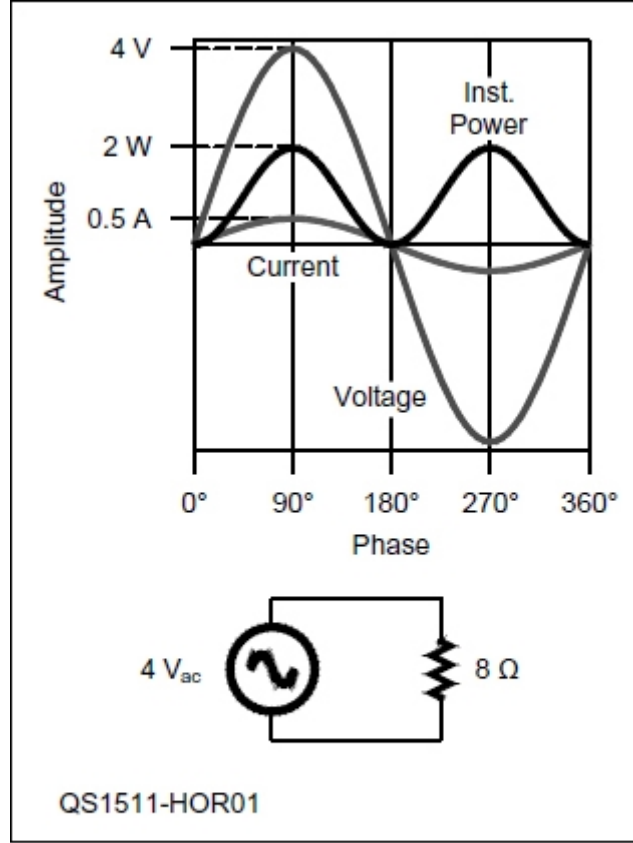 4 V
2 W
0.5 A
Amplitude
Inst.
Power
Current
Voltage
0° 90° 180° 270° 360°
Phase
4 Vac
8 Ω
QS1511-HOR01